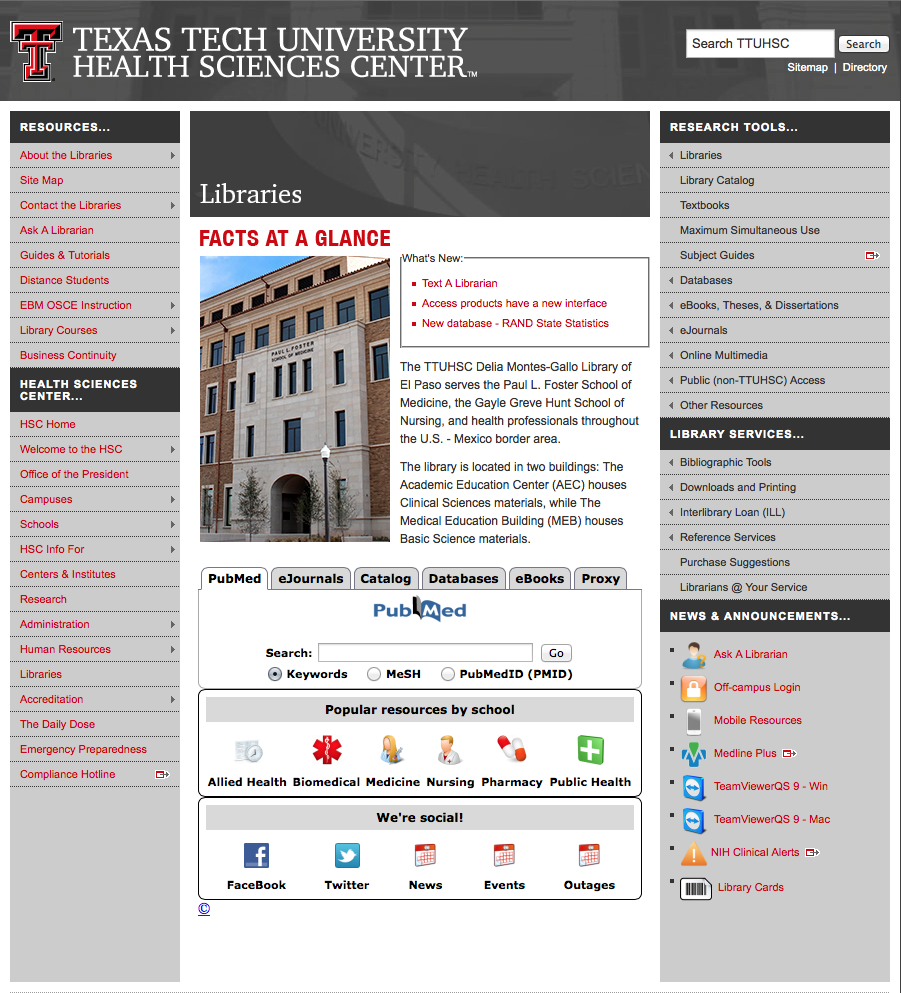 TEXAS TECH UNIVERSITY
HEALTH SCIENCES CENTER™
Search TTUHSC
Search
Sitemap | Directory
RESOURCES...
About the Libraries
Site Map
Contact the Libraries
Ask A Librarian
Guides & Tutorials
Distance Students
EBM OSCE Instruction
Library Courses
Business Continuity
HEALTH SCIENCES
CENTER...
HSC Home
Welcome to the HSC
Office of the President
Campuses
Schools
HSC Info For
Centers & Institutes
Research
Administration
Human Resources
Libraries
Accreditation
The Daily Dose
Emergency Preparedness
Compliance Hotline
Libraries
FACTS AT A GLANCE
PAUL L. FOSTER
SCHOOL OF MEDICINE
What's New:
Text A Librarian
Access products have a new interface
New database - RAND State Statistics
The TTUHSC Delia Montes-Gallo Library of
El Paso serves the Paul L. Foster School of
Medicine, the Gayle Greve Hunt School of
Nursing, and health professionals throughout
the U.S. - Mexico border area.
The library is located in two buildings: The
Academic Education Center (AEC) houses
Clinical Sciences materials, while The
Medical Education Building (MEB) houses
Basic Science materials.
PubMed eJournals Catalog Databases eBooks Proxy
PubMed
Search: Go
Keywords MeSH PubMedID (PMID)
Popular resources by school
Allied Health Biomedical Medicine Nursing Pharmacy Public Health
We're social!
FaceBook Twitter News Events Outages
©
RESEARCH TOOLS...
Libraries
Library Catalog
Textbooks
Maximum Simultaneous Use
Subject Guides
Databases
eBooks, Theses, & Dissertations
eJournals
Online Multimedia
Public (non-TTUHSC) Access
Other Resources
LIBRARY SERVICES...
Bibliographic Tools
Downloads and Printing
Interlibrary Loan (ILL)
Reference Services
Purchase Suggestions
Librarians @ Your Service
NEWS & ANNOUNCEMENTS...
Ask A Librarian
Off-campus Login
Mobile Resources
Medline Plus
TeamViewerQS 9 - Win
TeamViewerQS 9 - Mac
NIH Clinical Alerts
Library Cards